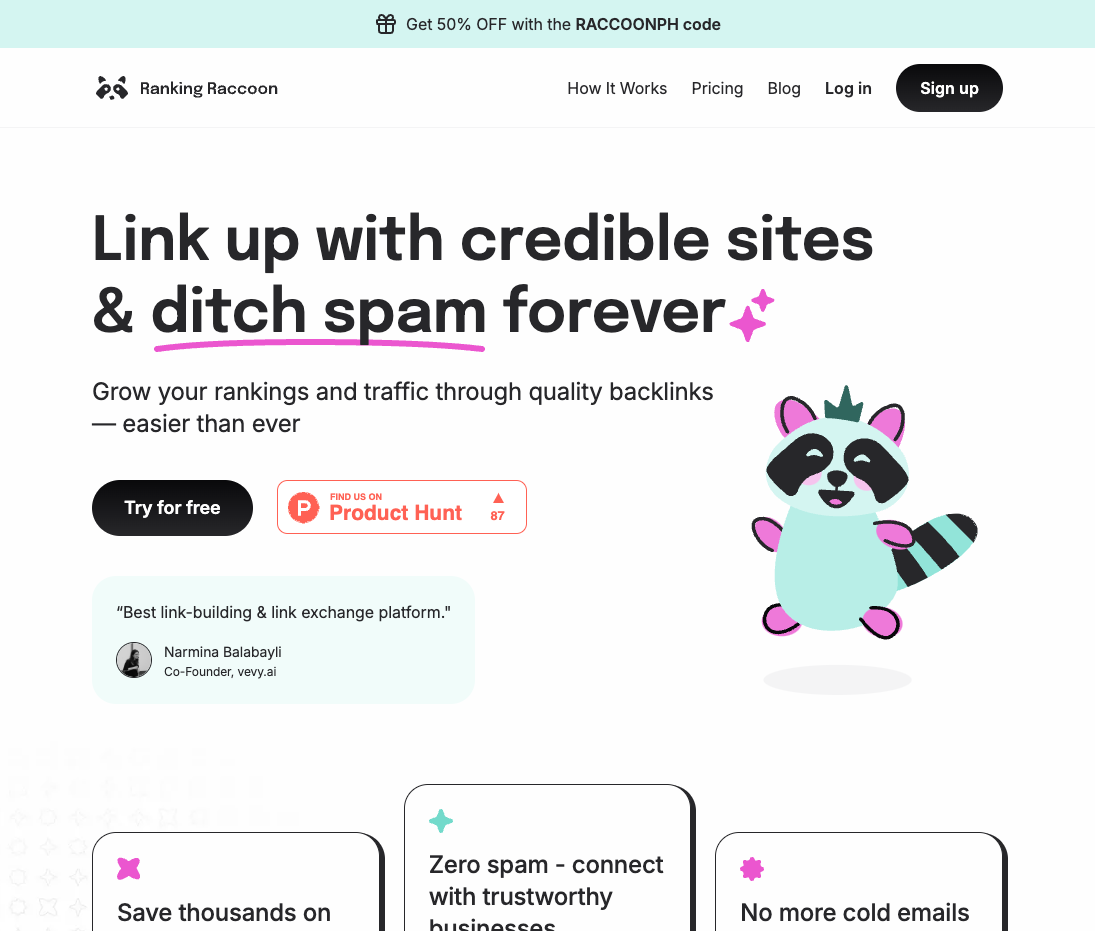 Get 50% OFF with the RACCOONPH code
Ranking Raccoon
How It Works
Pricing
Blog
Log in
Sign up
Link up with credible sites
& ditch spam forever
Grow your rankings and traffic through quality backlinks
— easier than ever
Try for free
P
FIND US ON
Product Hunt
▲
87
“Best link-building & link exchange platform."
Narmina Balabayli
Co-Founder, vevy.ai
Save thousands on
Zero spam - connect
with trustworthy
businesses
No more cold emails